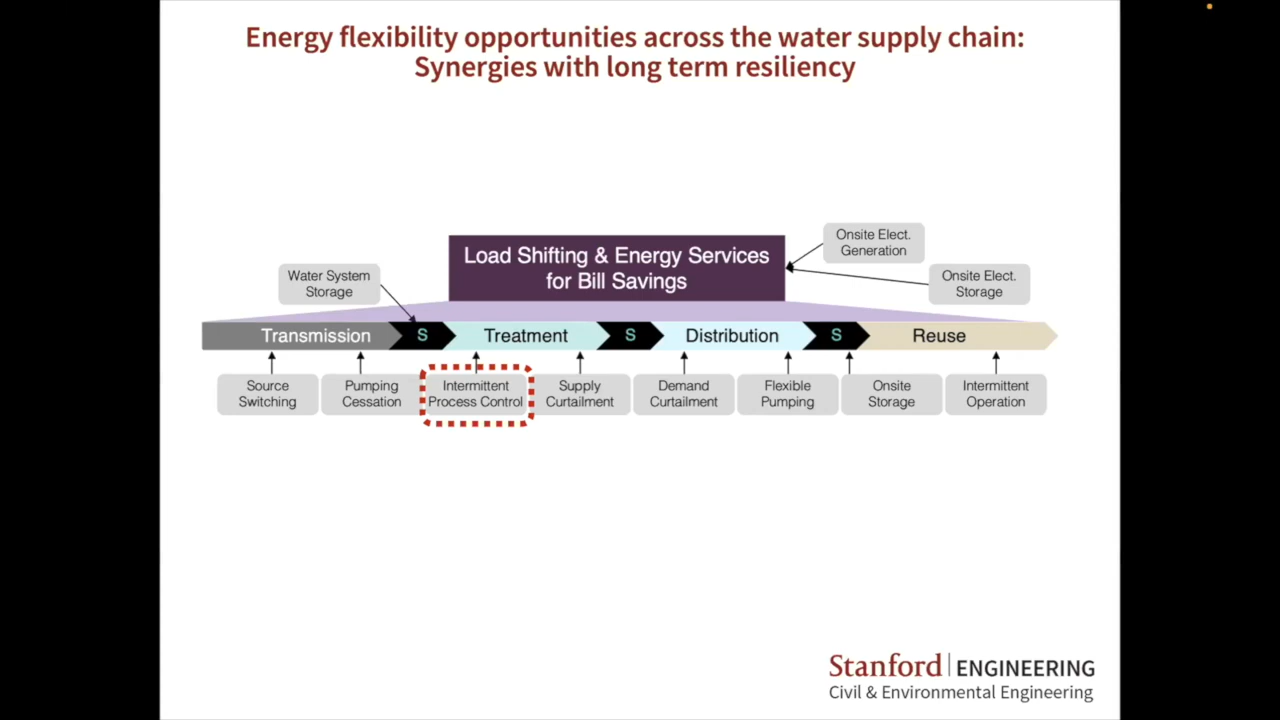 Energy flexibility opportunities across the water supply chain:
Synergies with long term resiliency
Onsite Elect.
Generation
Load Shifting & Energy Services
for Bill Savings
Water System
Storage
Onsite Elect.
Storage
Transmission
S
Treatment
S
Distribution
S
Reuse
Source
Switching
Pumping
Cessation
Intermittent
Process Control
Supply
Curtailment
Demand
Curtailment
Flexible
Pumping
Onsite
Storage
Intermittent
Operation
Stanford | ENGINEERING
Civil & Environmental Engineering